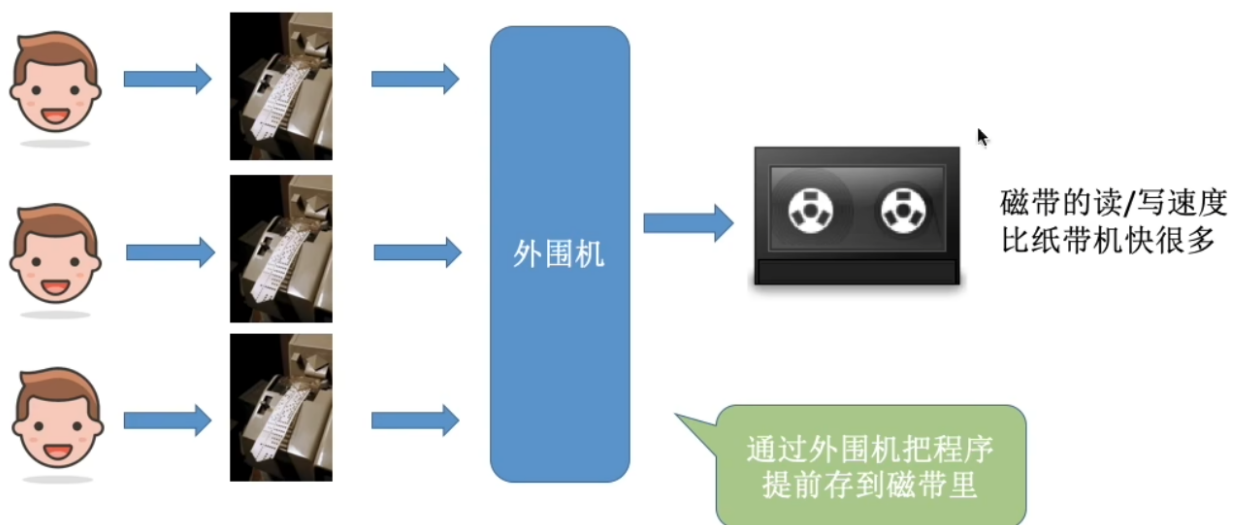 外围机
磁带的读/写速度
比纸带机快很多
通过外围机把程序
提前存到磁带里